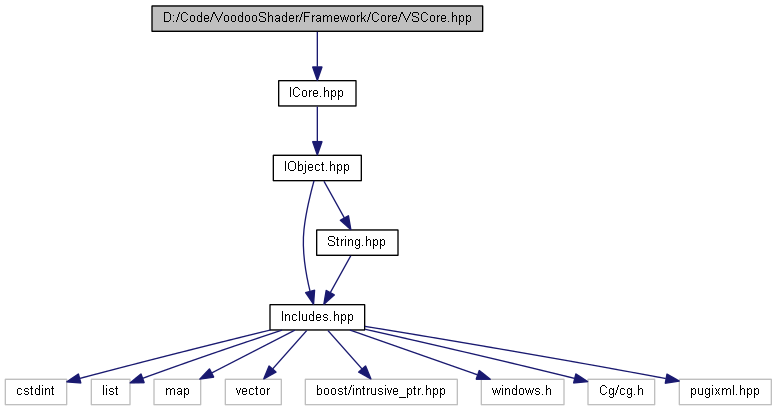 D:/Code/VoodooShader/Framework/Core/VSCore.hpp
ICore.hpp
IObject.hpp
String.hpp
Includes.hpp
cstdint
list
map
vector
boost/intrusive_ptr.hpp
windows.h
Cg/cg.h
pugixml.hpp